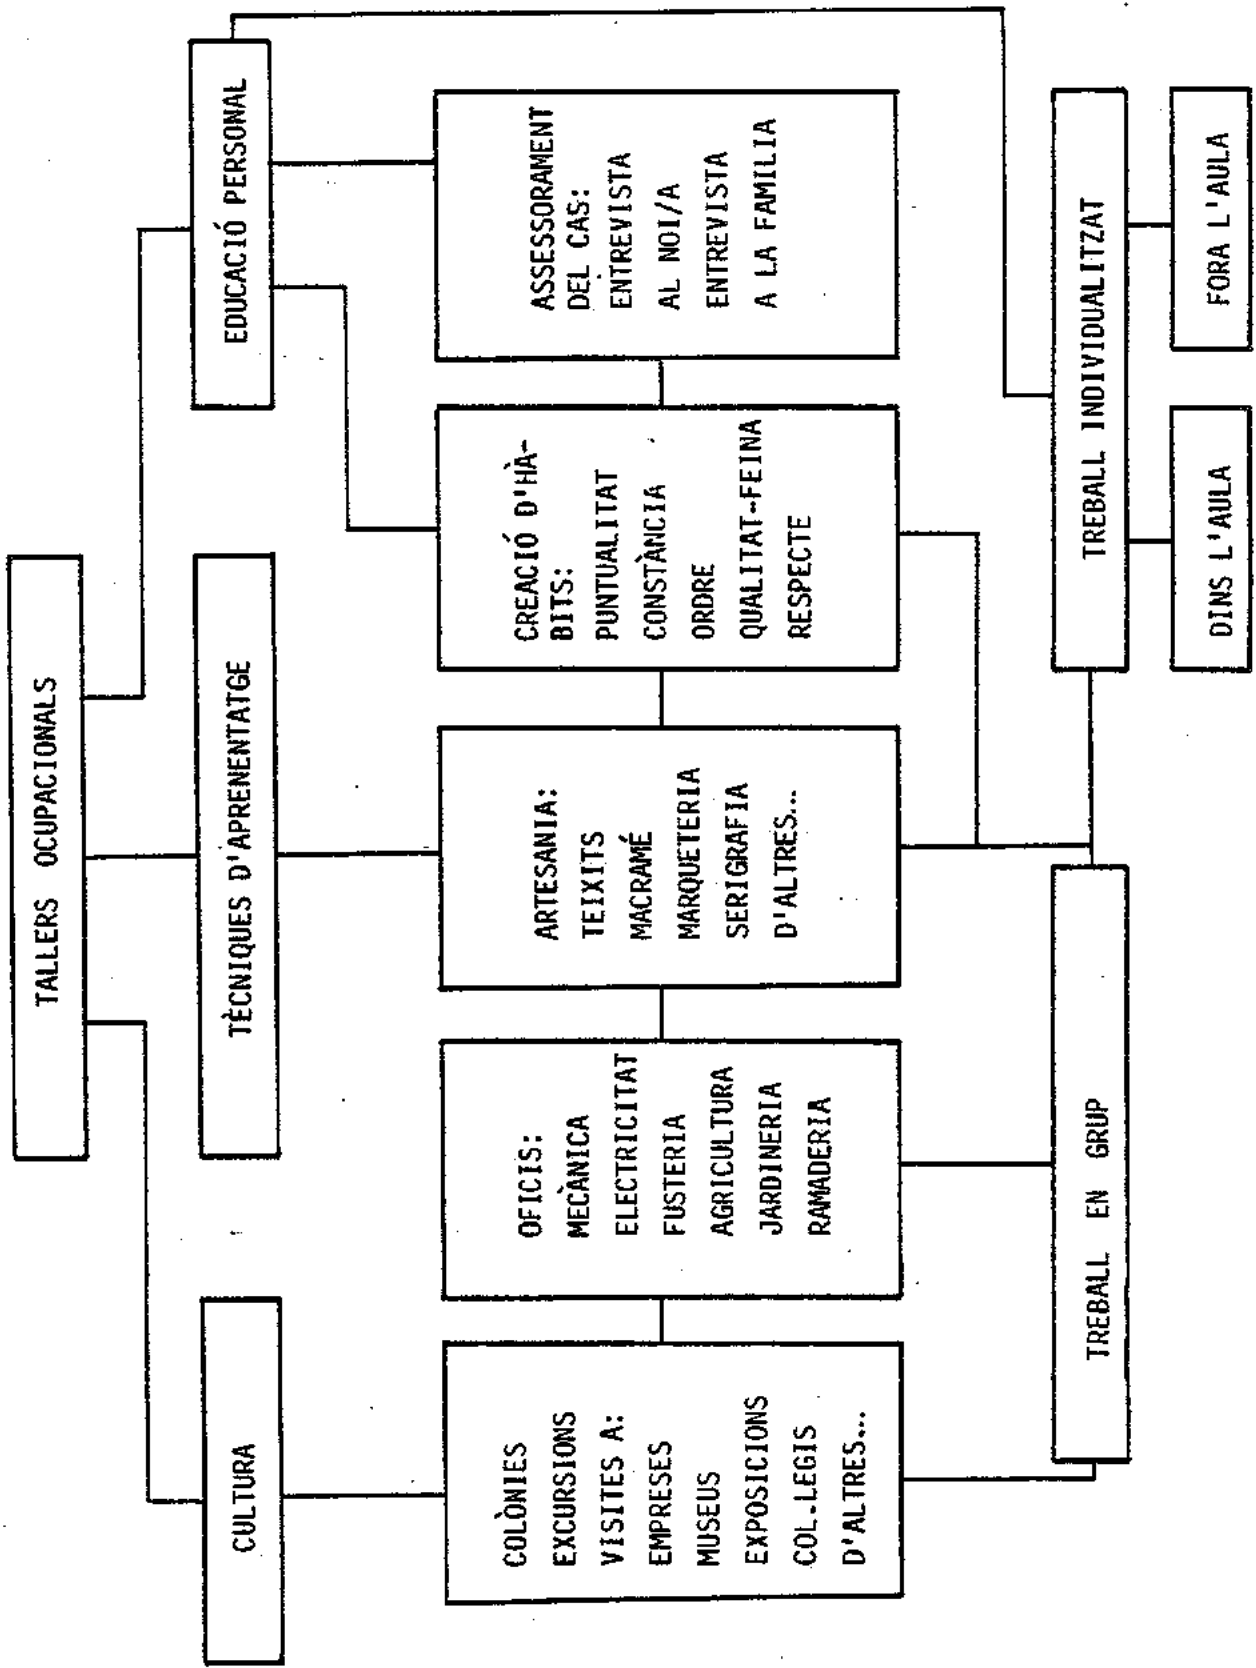 TALLERS OCUPACIONALS
CULTURA
TÈCNIQUES D'APRENENTATGE
EDUCACIÓ PERSONAL
COLÒNIES
EXCURSIONS
VISITES A:
EMPRESES
MUSEUS
EXPOSICIONS
COL.LEGIS
D'ALTRES...
OFICIS:
MECÀNICA
ELECTRICITAT
FUSTERIA
AGRICULTURA
JARDINERIA
RAMADERIA
ARTESANIA:
TEIXITS
MACRAMÉ
MARQUETERIA
SERIGRAFIA
D'ALTRES...
CREACIÓ D'HÀ-
BITS:
PUNTUALITAT
CONSTÀNCIA
ORDRE
QUALITAT-FEINA
RESPECTE
ASSESSORAMENT
DEL CAS:
ENTREVISTA
AL NOI/A
ENTREVISTA
A LA FAMILIA
TREBALL EN GRUP
TREBALL INDIVIDUALITZAT
DINS L'AULA
FORA L'AULA